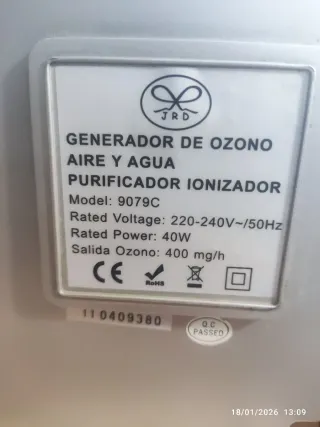 JRD
GENERADOR DE OZONO
AIRE Y AGUA
PURIFICADOR IONIZADOR
Model: 9079C
Rated Voltage: 220-240V~/50Hz
Rated Power: 40W
Salida Ozono: 400 mg/h
CE RoHS
110409380
Q.C
PASSED
18/01/2026 13:09